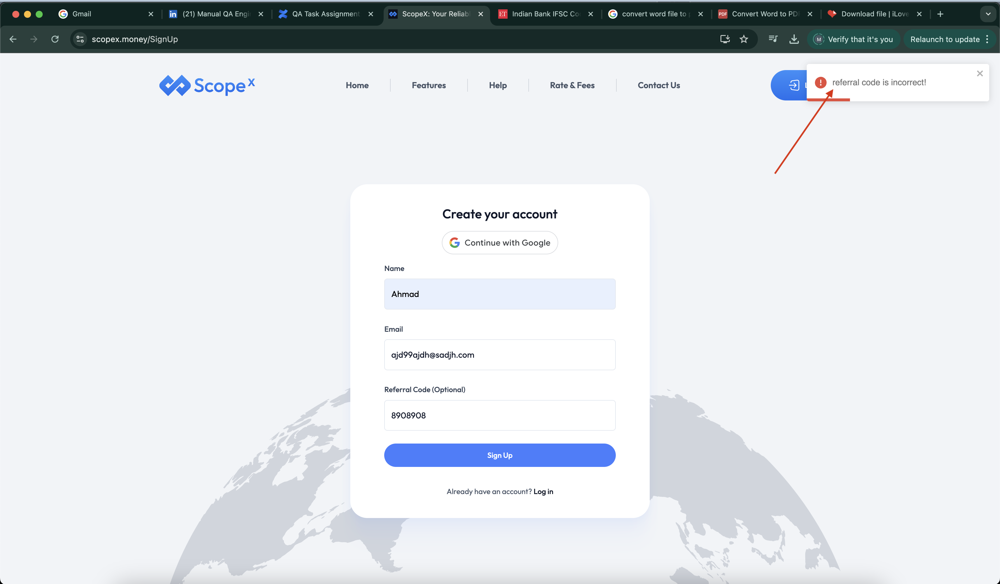 Gmail
(21) Manual QA Engi
QA Task Assignment
ScopeX: Your Reliabl
ET
Indian Bank IFSC Co
convert word file to p
PDF
Convert Word to PD
Download file | iLove
scopex.money/SignUp
M
Verify that it's you
Relaunch to update
Scope X
Home
Features
Help
Rate & Fees
Contact Us
L
referral code is incorrect!
Create your account
Continue with Google
Name
Ahmad
Email
ajd99ajdh@sadjh.com
Referral Code (Optional)
8908908
Sign Up
Already have an account? Log in